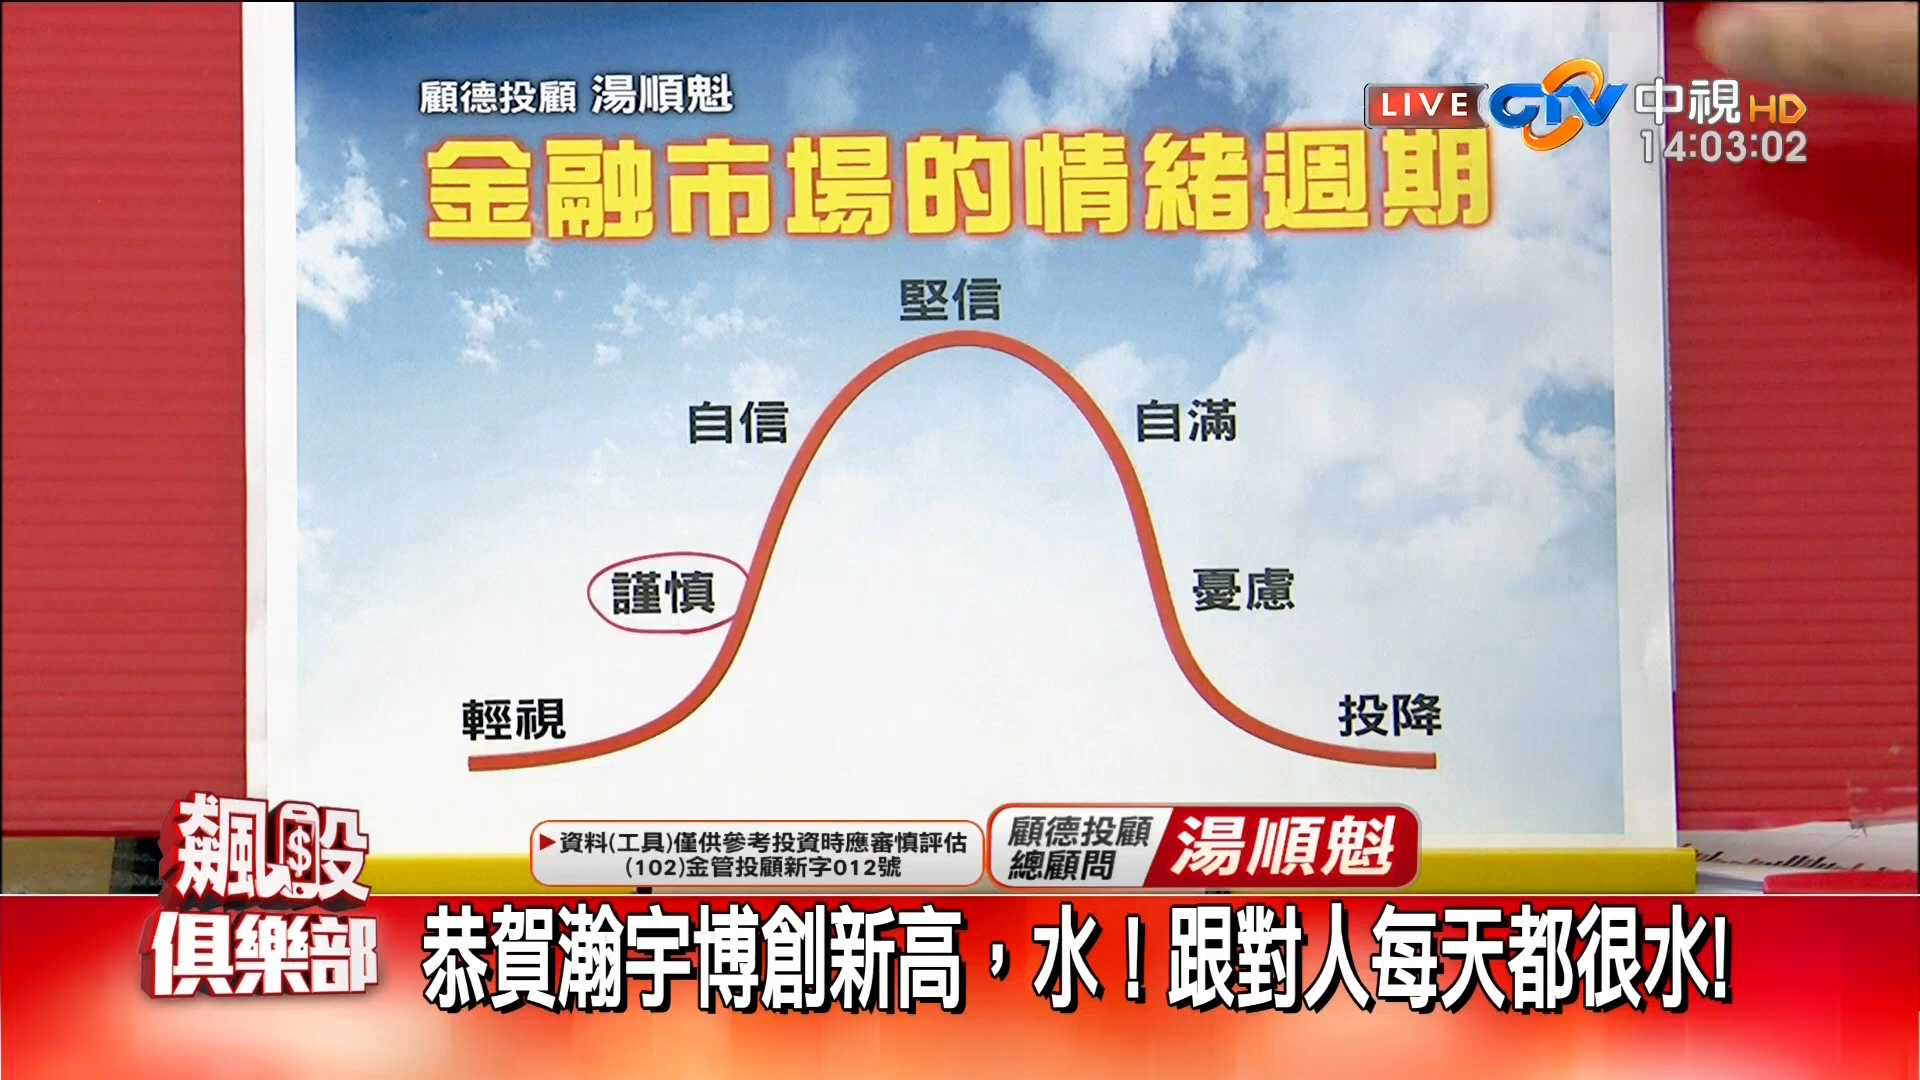 顧德投顧 湯順魁
金融市場的情緒週期
LIVE CTV 中視HD
14:03:02
堅信
自信
自滿
謹慎
憂慮
輕視
投降
飆股俱樂部
▶資料(工具)僅供參考投資時應審慎評估
(102)金管投顧新字012號
顧德投顧
總顧問
湯順魁
恭賀瀚宇博創新高，水！跟對人每天都很水!